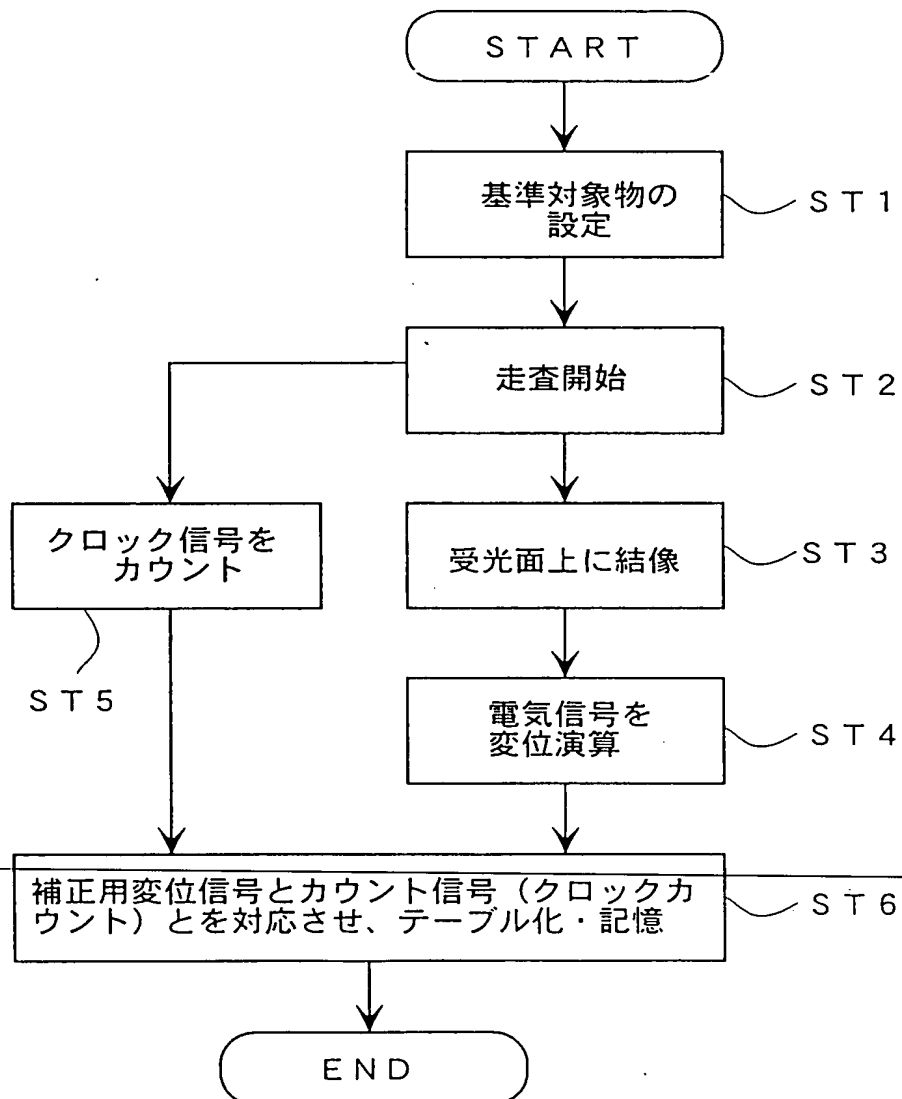 START
基準対象物の
設定
ST1
走査開始
ST2
クロック信号を
カウント
ST5
受光面上に結像
ST3
電気信号を
変位演算
ST4
補正用変位信号とカウント信号（クロックカ
ウント）とを対応させ、テーブル化・記憶
ST6
END